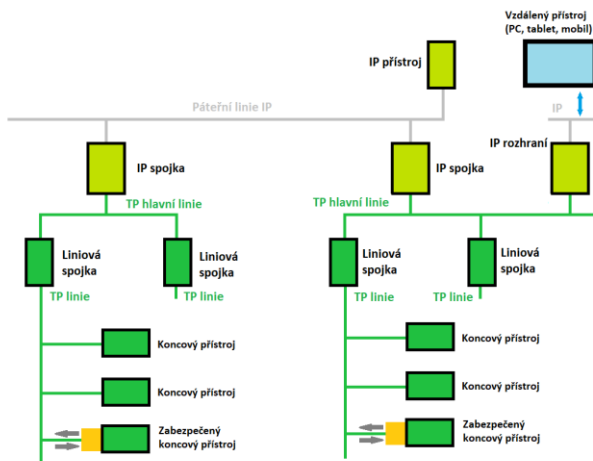 Vzdálený přístroj
(PC, tablet, mobil)
IP přístroj
Páteřní linie IP
IP
IP spojka
IP spojka
IP rozhraní
TP hlavní linie
TP hlavní linie
Liniová
spojka
Liniová
spojka
Liniová
spojka
Liniová
spojka
TP linie
TP linie
TP linie
TP linie
Koncový přístroj
Koncový přístroj
Koncový přístroj
Koncový přístroj
Zabezpečený
koncový přístroj
Zabezpečený
koncový přístroj